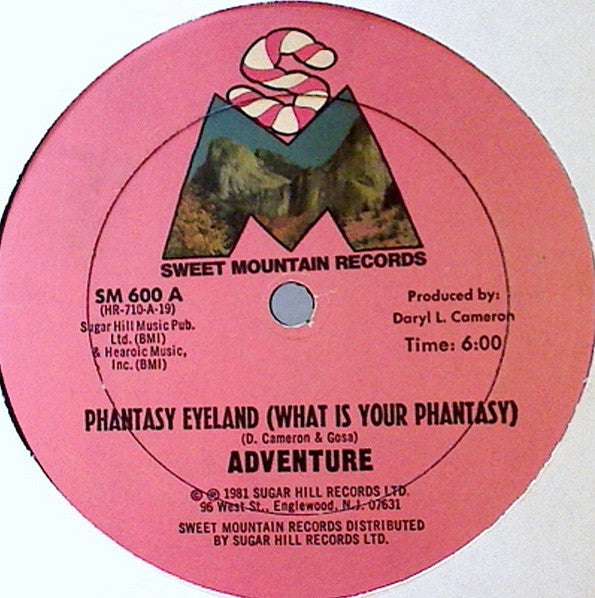 SM
SWEET MOUNTAIN RECORDS
SM 600 A
(HR-710-A-19)
Sugar Hill Music Pub.
Ltd. (BMI)
& Hearoic Music,
Inc. (BMI)
Produced by:
Daryl L. Cameron
Time: 6:00
PHANTASY EYELAND (WHAT IS YOUR PHANTASY)
(D. Cameron & Gosa)
ADVENTURE
© ℗ 1981 SUGAR HILL RECORDS LTD.
96 West St., Englewood, N.J. 07631
SWEET MOUNTAIN RECORDS DISTRIBUTED
BY SUGAR HILL RECORDS LTD.